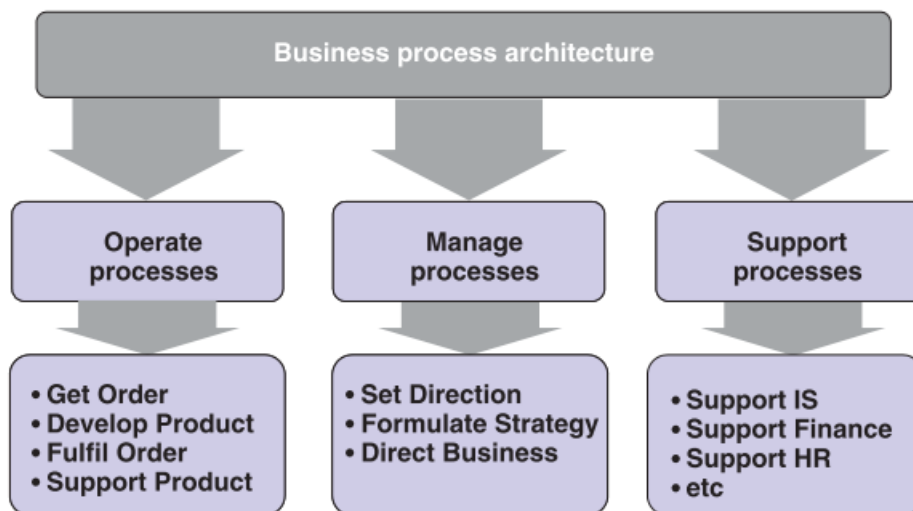 Business process architecture
Operate
processes
Manage
processes
Support
processes
• Get Order
• Develop Product
• Fulfil Order
• Support Product
• Set Direction
• Formulate Strategy
• Direct Business
• Support IS
• Support Finance
• Support HR
• etc